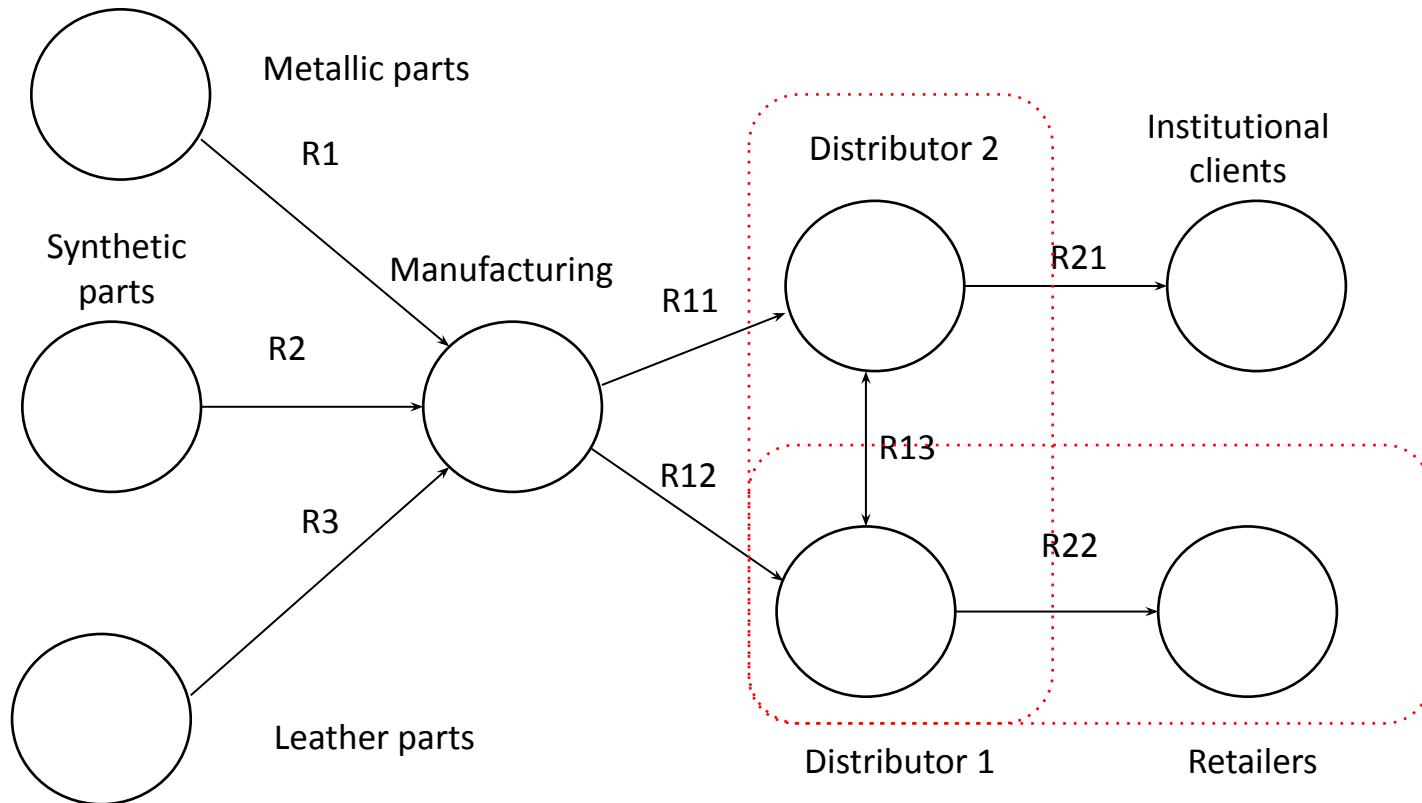 Metallic parts
R1
Distributor 2
Institutional
clients
Synthetic
parts
Manufacturing
R2
R11
R21
R3
R12
R13
R22
Leather parts
Distributor 1
Retailers